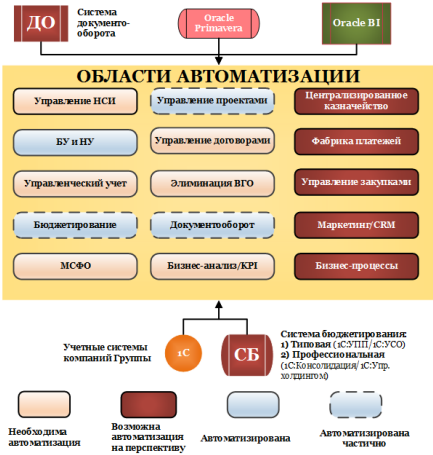 ДО
Система
документо-
оборота
Oracle
Primavera
Oracle BI
ОБЛАСТИ АВТОМАТИЗАЦИИ
Управление НСИ
Управление проектами
Централизированное
казначейство
БУ и НУ
Управление договорами
Фабрика платежей
Управленческий учет
Элиминация ВГО
Управление закупками
Бюджетирование
Документооборот
Маркетинг/CRM
МСФО
Бизнес-анализ/KPI
Бизнес-процессы
Учетные системы
компаний Группы
1С
СБ
Система бюджетирования:
1) Типовая (1С:УПП/1С:УСО)
2) Профессиональная
(1С:Консолидация/1С:Упр.
холдингом)
Необходима
автоматизация
Возможна
автоматизация
на перспективу
Автоматизирована
Автоматизирована
частично